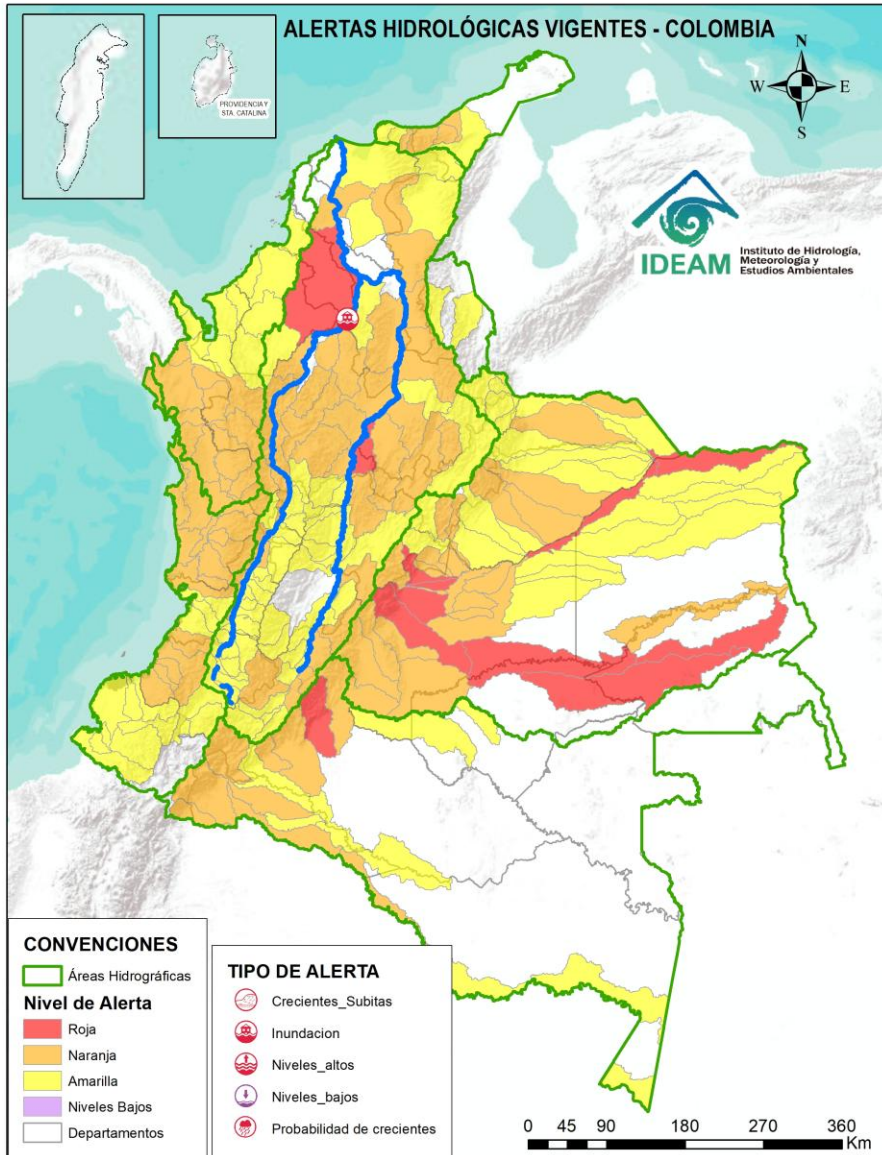 ALERTAS HIDROLÓGICAS VIGENTES - COLOMBIA
PROVIDENCIA Y
STA. CATALINA
N
W
E
S
IDEAM
Instituto de Hidrología,
Meteorología y
Estudios Ambientales
CONVENCIONES
Áreas Hidrográficas
Nivel de Alerta
Roja
Naranja
Amarilla
Niveles Bajos
Departamentos
TIPO DE ALERTA
Crecientes_Subitas
Inundacion
Niveles_altos
Niveles_bajos
Probabilidad de crecientes
0 45 90 180 270 360
Km